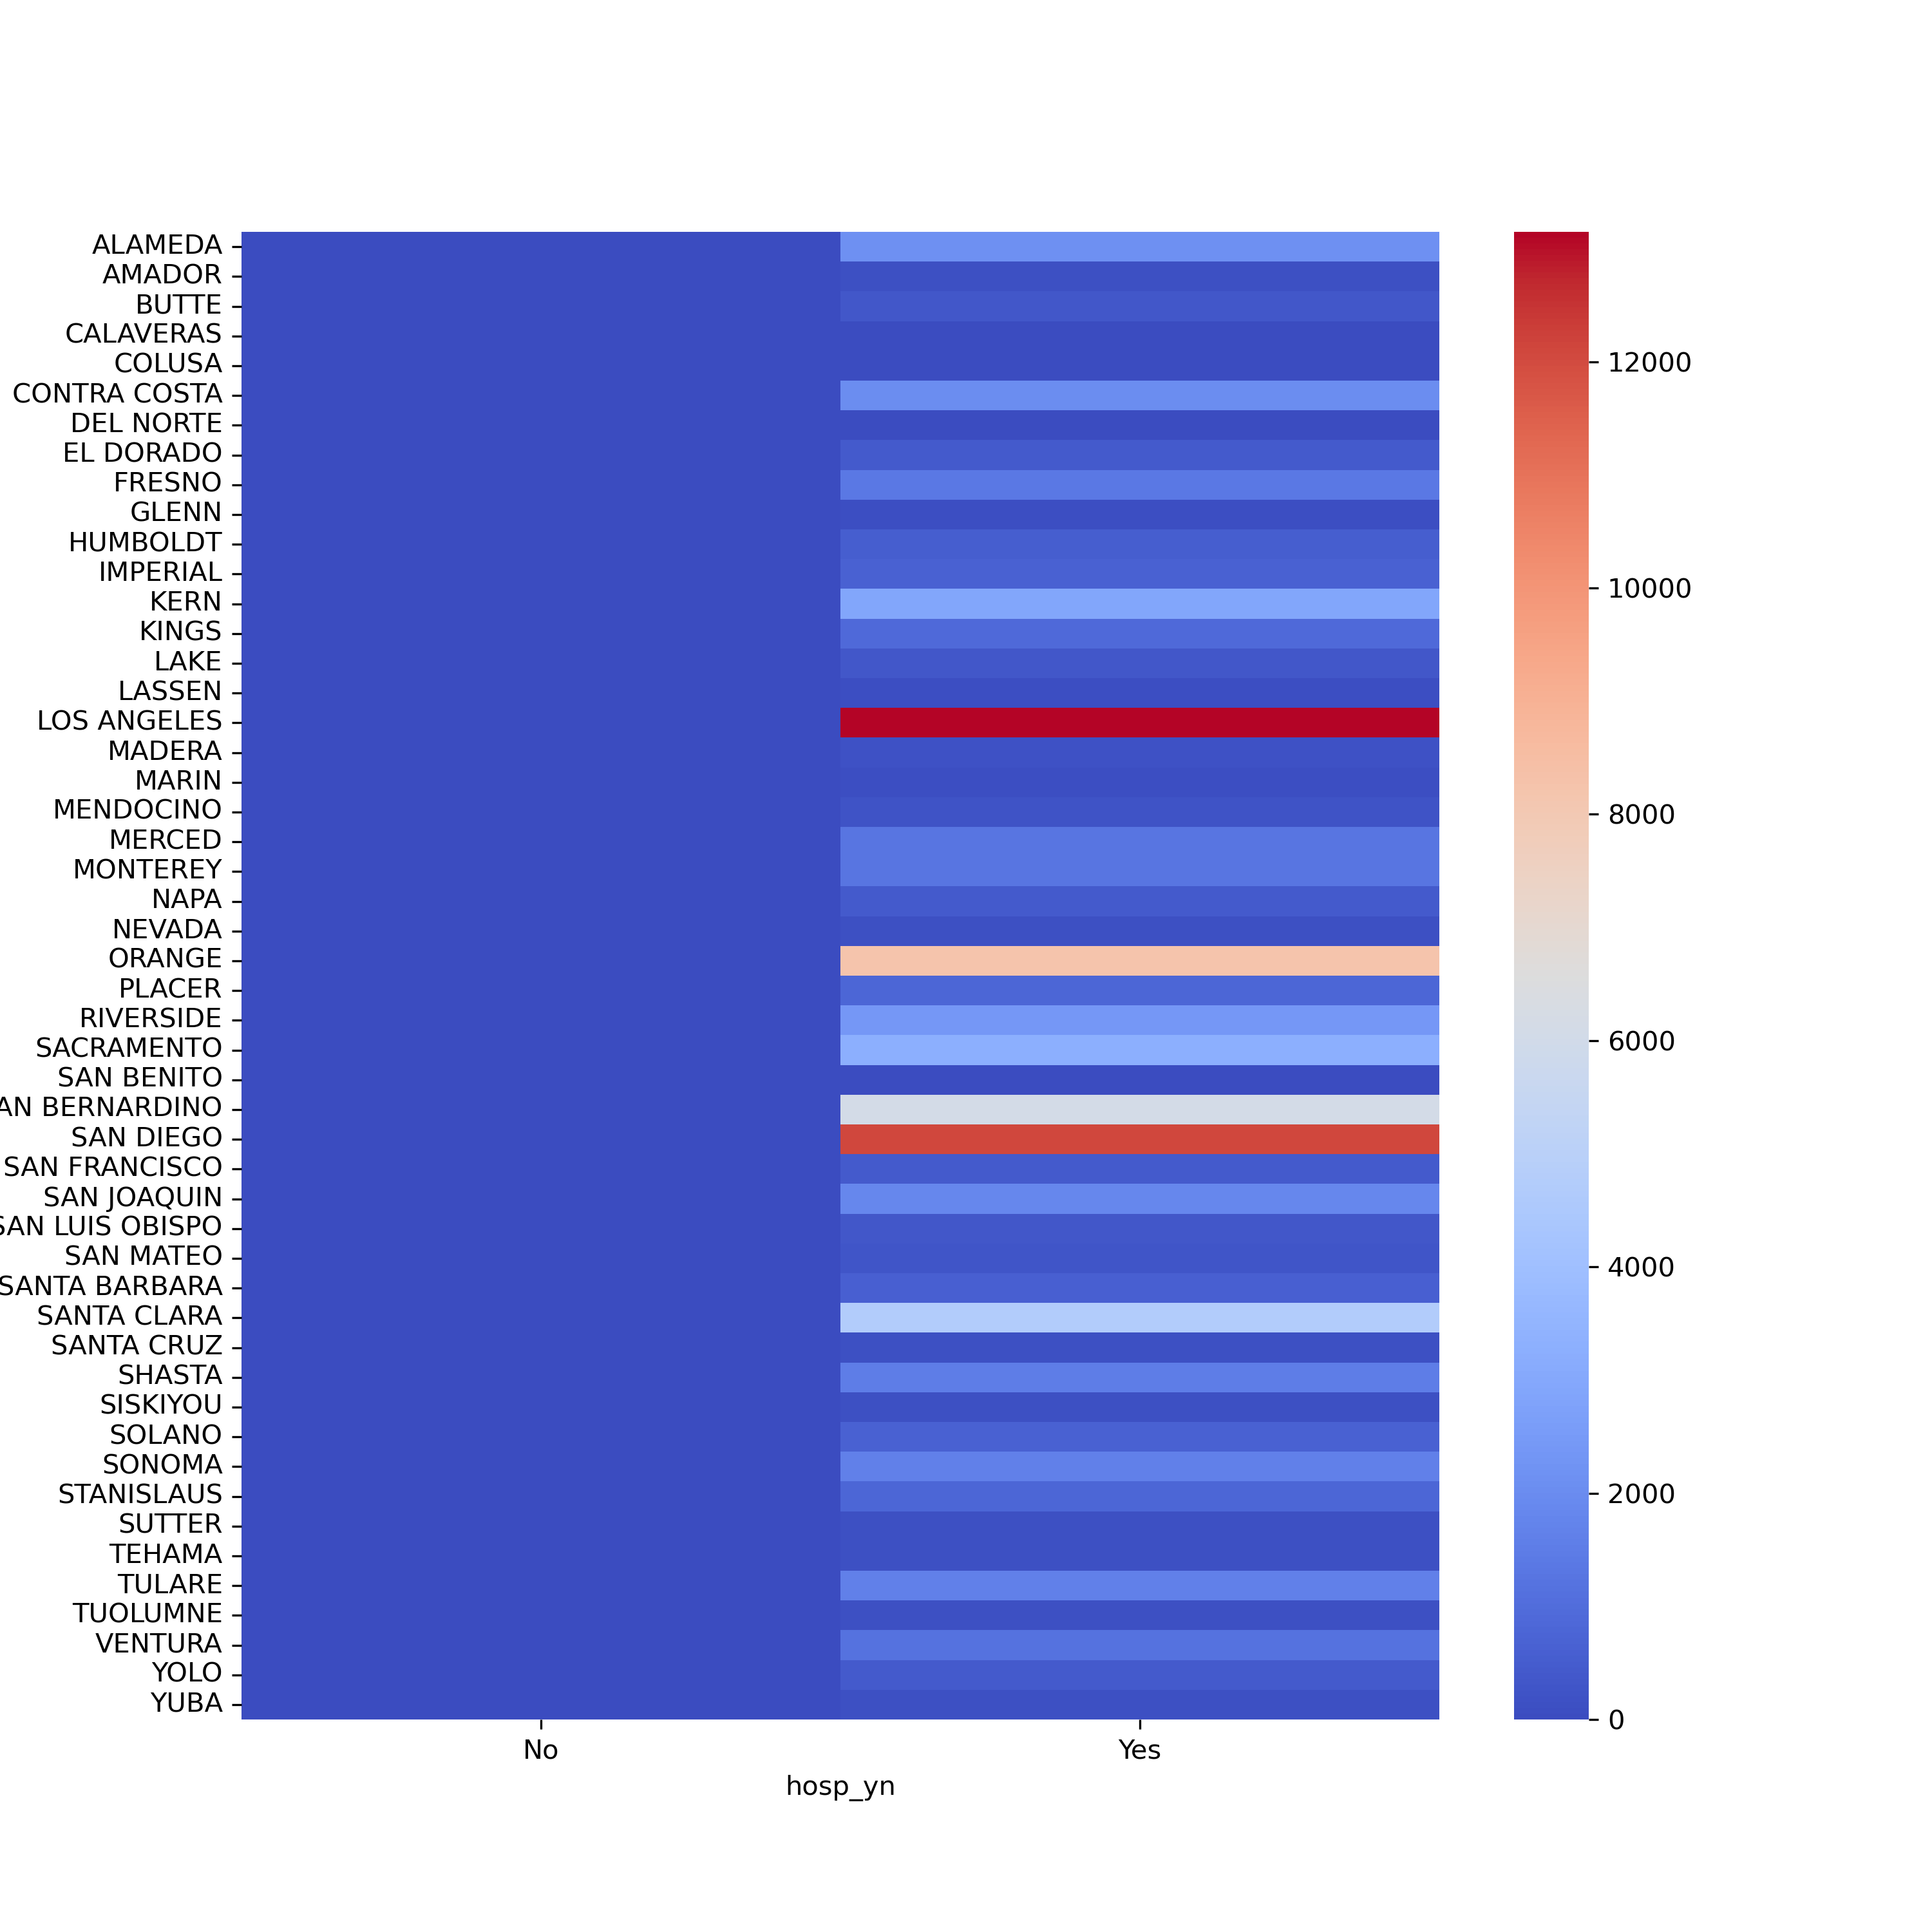 ALAMEDA
AMADOR
BUTTE
CALAVERAS
COLUSA
CONTRA COSTA
DEL NORTE
EL DORADO
FRESNO
GLENN
HUMBOLDT
IMPERIAL
KERN
KINGS
LAKE
LASSEN
LOS ANGELES
MADERA
MARIN
MENDOCINO
MERCED
MONTEREY
NAPA
NEVADA
ORANGE
PLACER
RIVERSIDE
SACRAMENTO
SAN BENITO
AN BERNARDINO
SAN DIEGO
SAN FRANCISCO
SAN JOAQUIN
SAN LUIS OBISPO
SAN MATEO
SANTA BARBARA
SANTA CLARA
SANTA CRUZ
SHASTA
SISKIYOU
SOLANO
SONOMA
STANISLAUS
SUTTER
TEHAMA
TULARE
TUOLUMNE
VENTURA
YOLO
YUBA
No Yes
hosp_yn
12000
10000
8000
6000
4000
2000
0